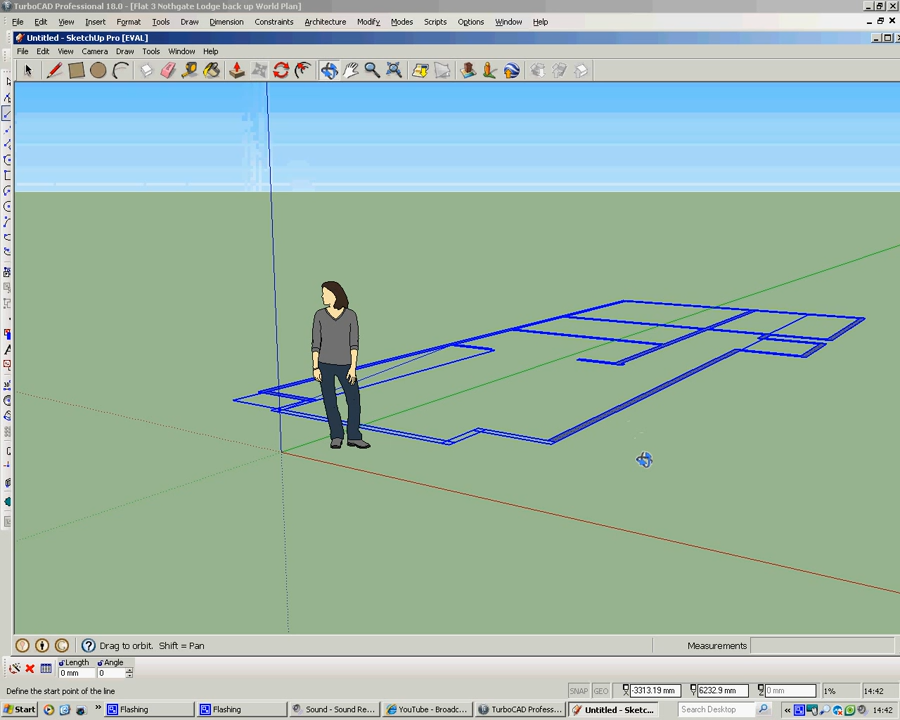 TurboCAD Professional 18.0 - [Flat 3 Nothgate Lodge back up World Plan]
File Edit View Insert Format Tools Draw Dimension Constraints Architecture Modify Modes Scripts Options Window Help
Untitled - SketchUp Pro [EVAL]
File Edit View Camera Draw Tools Window Help
Drag to orbit. Shift = Pan
Measurements
Length Angle
0 mm 0
Define the start point of the line
SNAP GEO X -3313.19 mm Y 6232.9 mm Z 0 mm 1% 14:42
Start » Flashing Flashing Sound - Sound Re... YouTube - Broadc... TurboCAD Profess... Untitled - Sketc... Search Desktop « 14:42